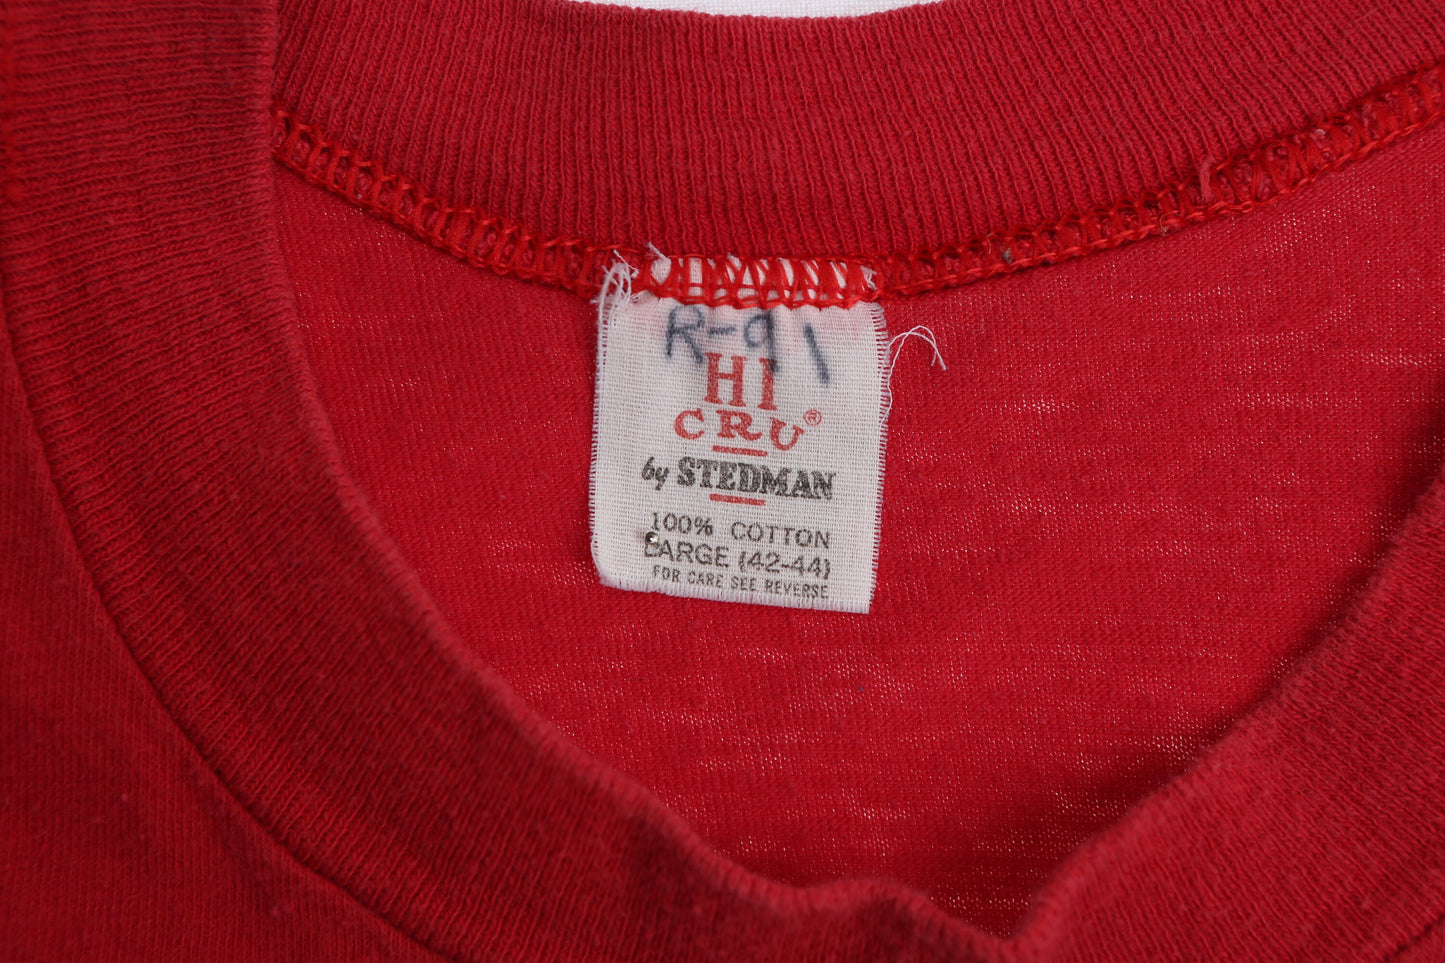 R-91
HI
CRU®
by STEDMAN
100% COTTON
LARGE (42-44)
FOR CARE SEE REVERSE